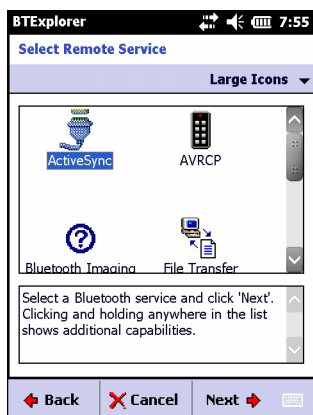 BTExplorer 7:55
Select Remote Service
Large Icons
ActiveSync AVRCP
Bluetooth Imaging File Transfer
Select a Bluetooth service and click 'Next'.
Clicking and holding anywhere in the list
shows additional capabilities.
Back Cancel Next